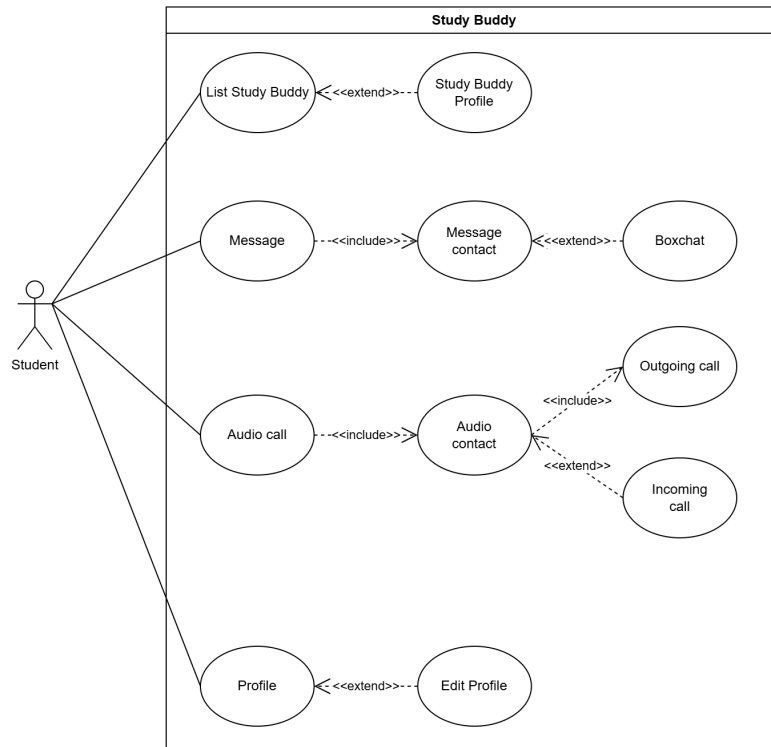 Study Buddy
List Study Buddy
<<extend>>
Study Buddy
Profile
Message
<<include>>
Message
contact
<<extend>>
Boxchat
Student
Outgoing call
<<include>>
Audio call
<<include>>
Audio
contact
<<extend>>
Incoming
call
Profile
<<extend>>
Edit Profile